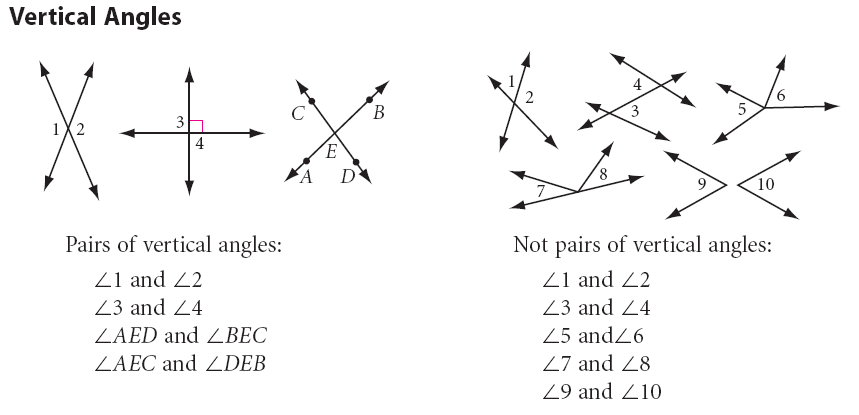 Vertical Angles
1 2
3
4
C
B
E
A
D
1
2
4
3
5
6
7
8
9
10
Pairs of vertical angles:
∠1 and ∠2
∠3 and ∠4
∠AED and ∠BEC
∠AEC and ∠DEB
Not pairs of vertical angles:
∠1 and ∠2
∠3 and ∠4
∠5 and∠6
∠7 and ∠8
∠9 and ∠10